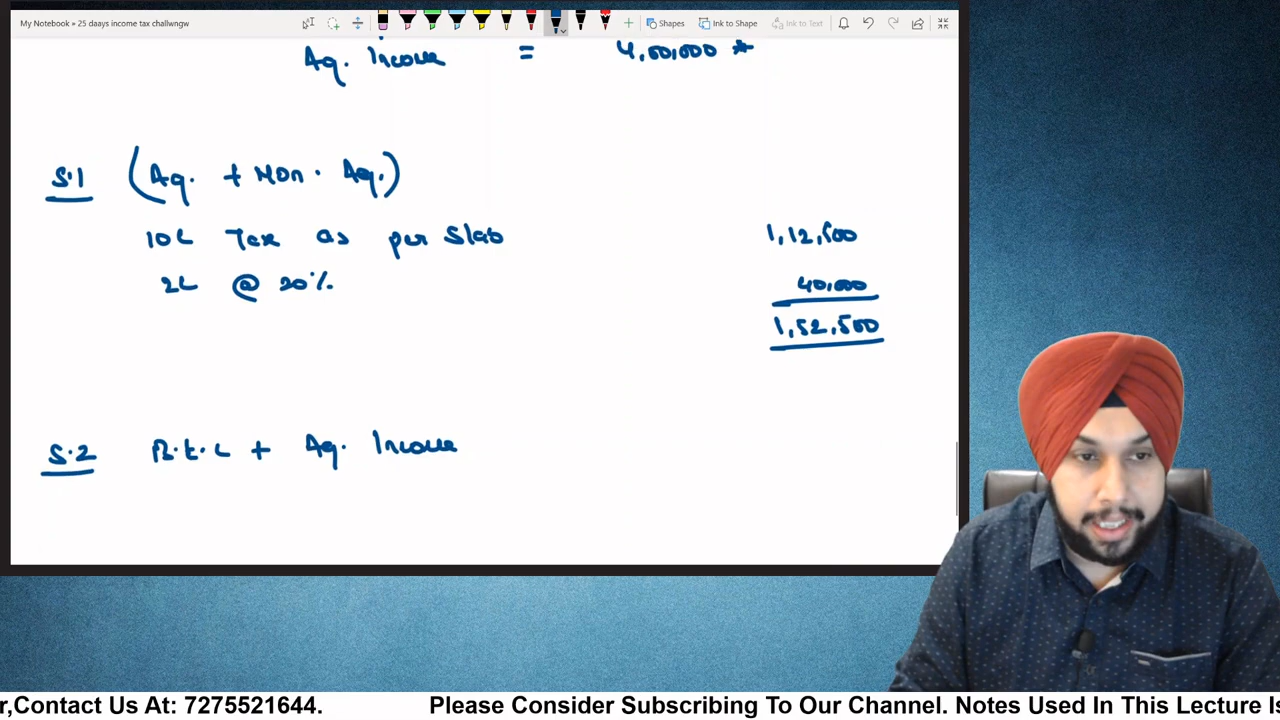 My Notebook » 25 daays income tax challwngw
Shapes
Ink to Shape
Ink to Text
Ag. Income = 4,00,000 *
S.1 (Ag. + Non. Ag.)
10L Tax as per Slab 1,12,500
2L @ 20% 40,000
1,52,500
S.2 B.E.L + Ag. Income
r,Contact Us At: 7275521644. Please Consider Subscribing To Our Channel. Notes Used In This Lecture Is